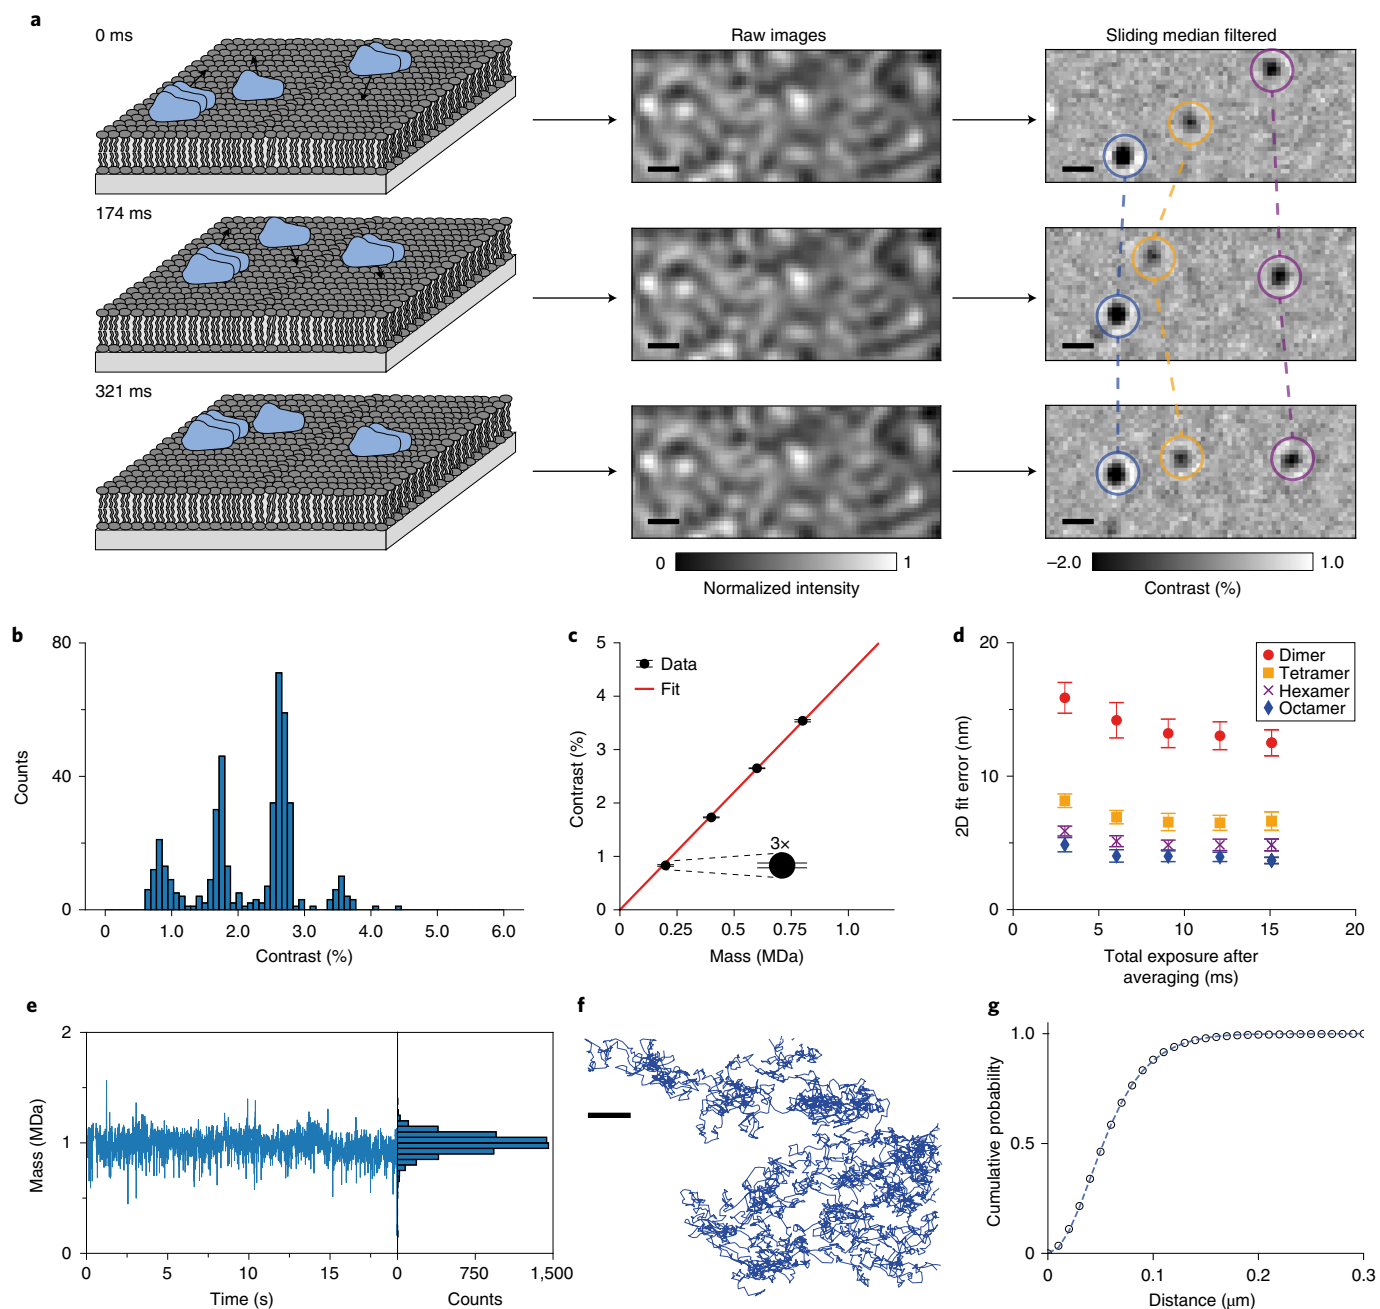 a
0 ms
Raw images
Sliding median filtered
174 ms
321 ms
0
1
Normalized intensity
–2.0
1.0
Contrast (%)
b
80
40
0
Counts
0
1.0
2.0
3.0
4.0
5.0
6.0
Contrast (%)
c
5
4
3
2
1
0
Contrast (%)
Data
Fit
3×
0
0.25
0.5
0.75
1.0
Mass (MDa)
d
20
10
0
2D fit error (nm)
Dimer
Tetramer
Hexamer
Octamer
0
5
10
15
20
Total exposure after
averaging (ms)
e
2
1
0
Mass (MDa)
0
5
10
15
0
750
1,500
Time (s)
Counts
f
g
1.0
0.5
0
Cumulative probability
0
0.1
0.2
0.3
Distance (μm)